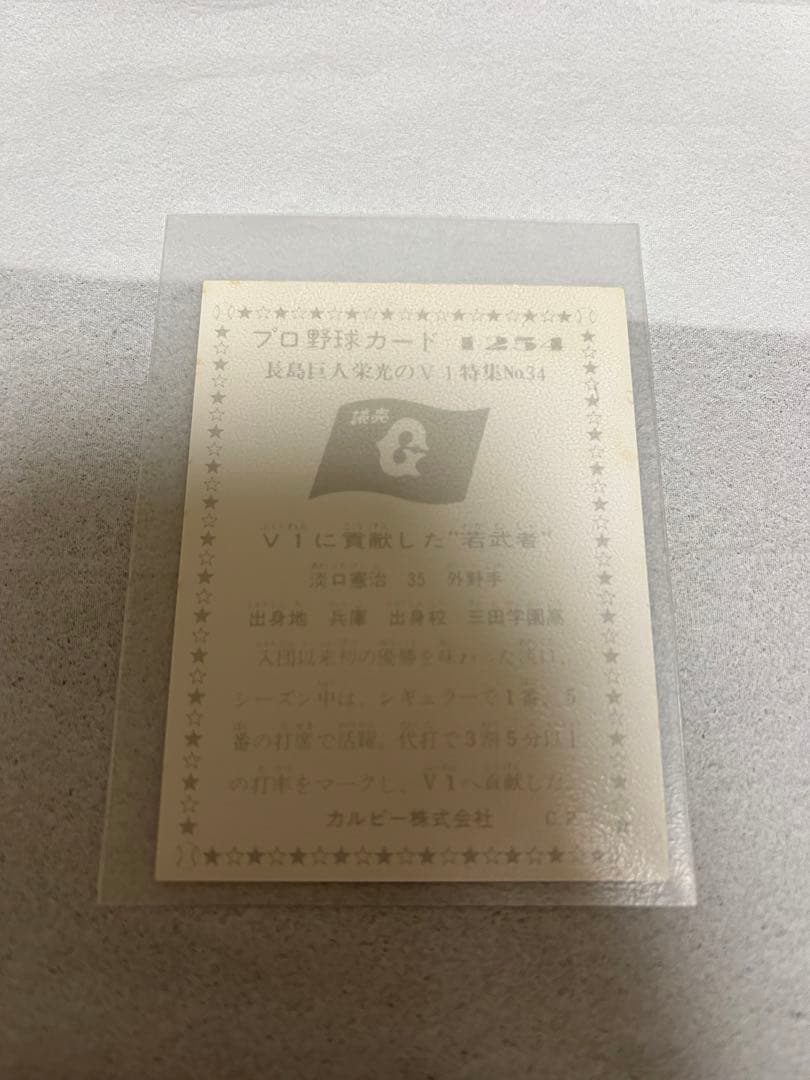 プロ野球カード 1254
長島巨人栄光のV1特集No.34
読売
G
V1に貢献した"若武者"
淡口憲治 35 外野手
出身地 兵庫 出身校 三田学園高
入団以来初の優勝を味わった淡口。
シーズン中は、レギュラーで1番、5
番の打席で活躍。代打で3割5分以上
の打率をマークし、V1へ貢献した。
カルビー株式会社 C P